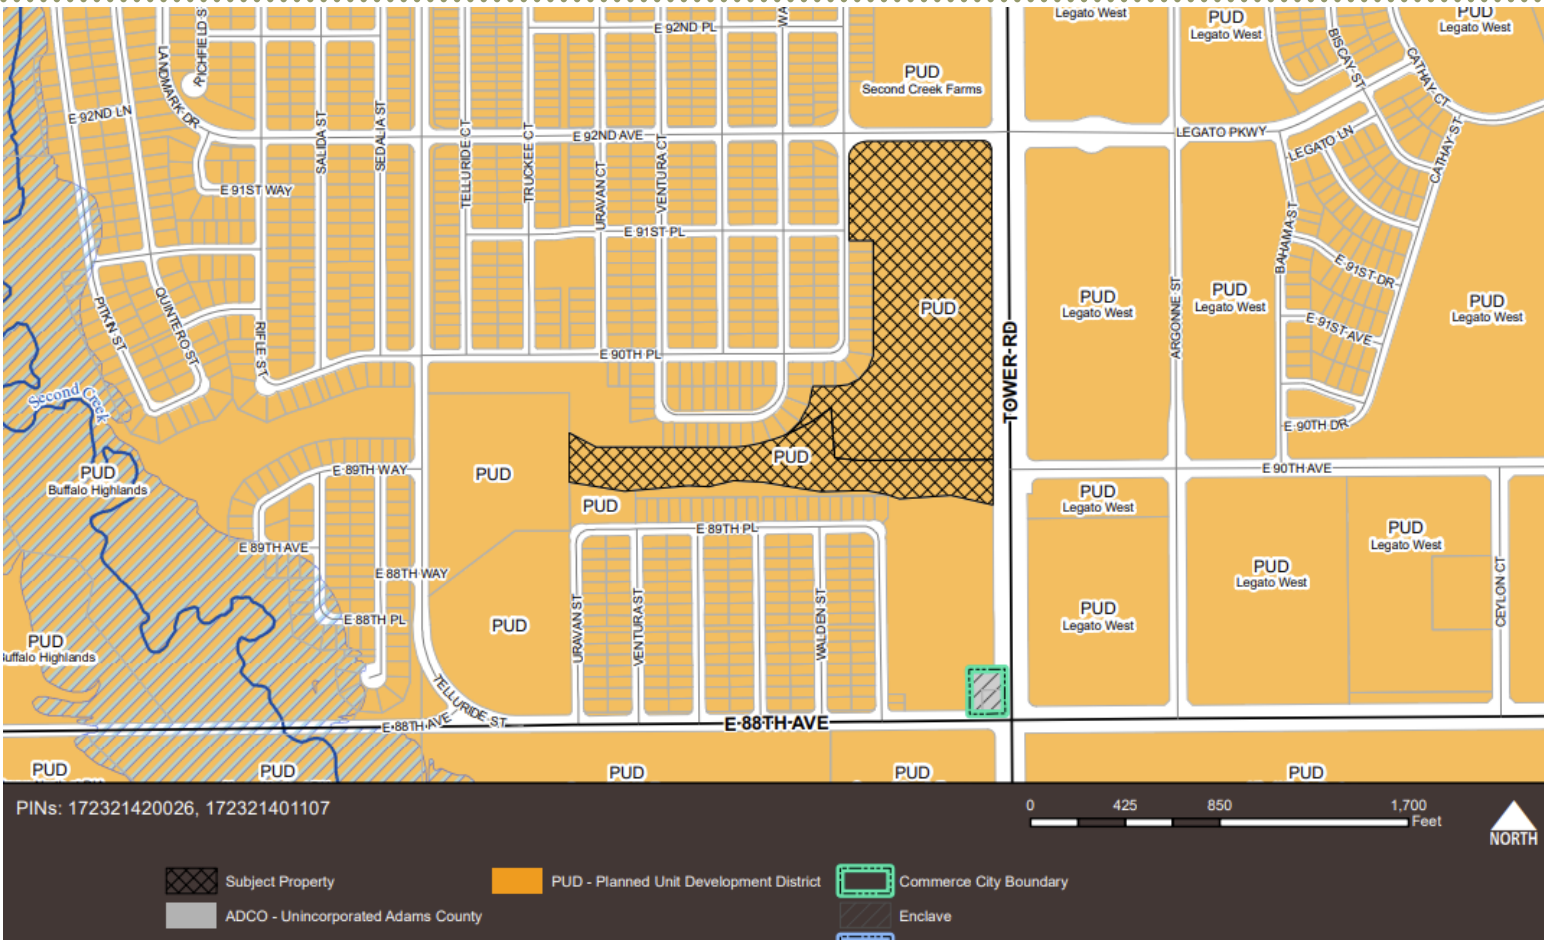 Legato West
PUD
Legato West
PUD
Legato West
E 92ND PL
RICHFIELD S
WA
BISCAY ST
CATHAY CT
LANDMARK DR
PUD
Second Creek Farms
E 92ND LN
SALIDA ST
SEDALIA ST
TELLURIDE CT
TRUCKEE CT
E 92ND AVE
URAVAN CT
VENTURA CT
LEGATO PKWY
LEGATO LN
CATHAY ST
E 91ST WAY
E 91ST PL
BAHAMA ST
E 91ST DR
PITKIN ST
QUINTERO ST
RIFLE ST
PUD
TOWER RD
PUD
Legato West
ARGONNE ST
PUD
Legato West
E 91ST AVE
PUD
Legato West
E 90TH PL
Second Creek
E 90TH DR
PUD
Buffalo Highlands
E 89TH WAY
PUD
PUD
E 90TH AVE
PUD
PUD
Legato West
E 89TH PL
PUD
Legato West
E 89TH AVE
E 88TH WAY
PUD
Legato West
CEYLON CT
E 88TH PL
PUD
URAVAN ST
VENTURA ST
WALDEN ST
PUD
Legato West
PUD
Buffalo Highlands
TELLURIDE ST
E 88TH AVE
E 88TH AVE
PUD
PUD
PUD
PUD
PUD
PINs: 172321420026, 172321401107
0 425 850 1,700
Feet
NORTH
Subject Property
PUD - Planned Unit Development District
Commerce City Boundary
ADCO - Unincorporated Adams County
Enclave